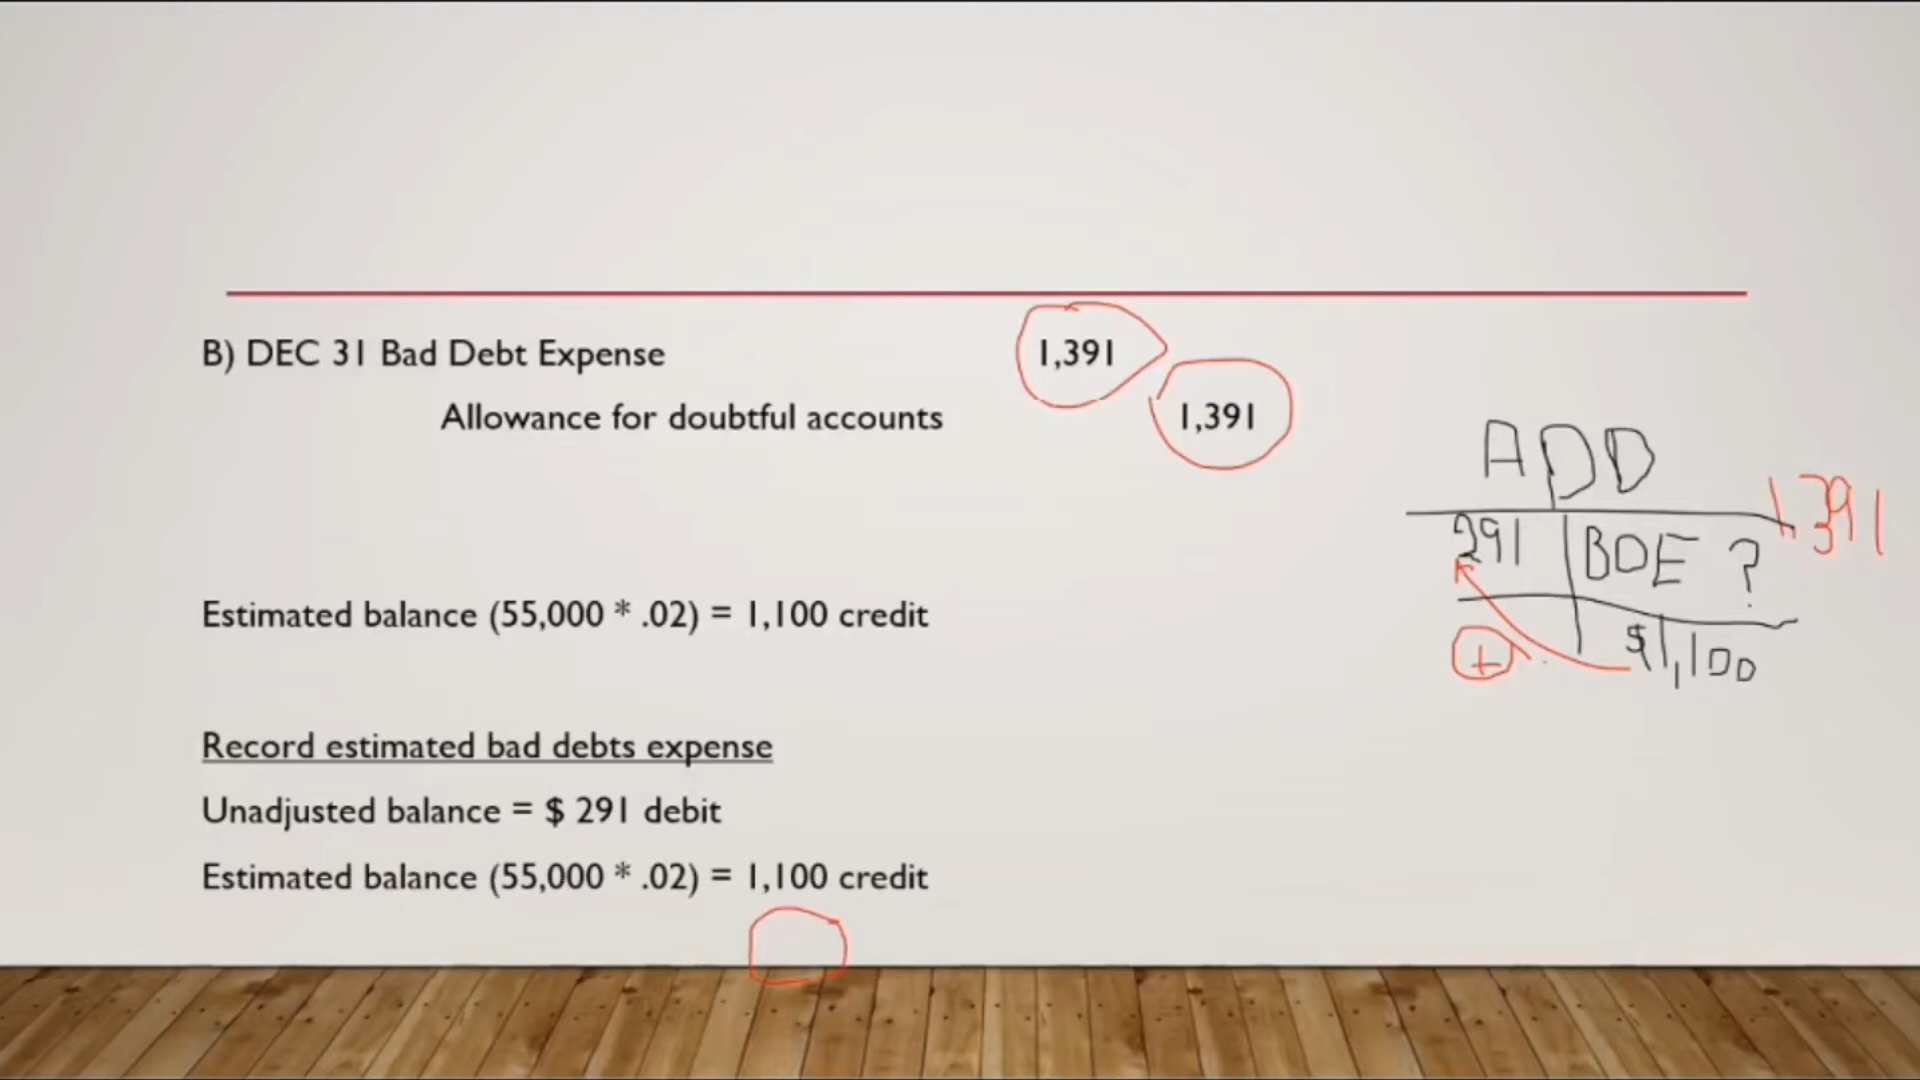 B) DEC 31 Bad Debt Expense 1,391
Allowance for doubtful accounts 1,391
ADD
1,391
291 BDE ?
$1,100
+
Estimated balance (55,000 * .02) = 1,100 credit
Record estimated bad debts expense
Unadjusted balance = $ 291 debit
Estimated balance (55,000 * .02) = 1,100 credit